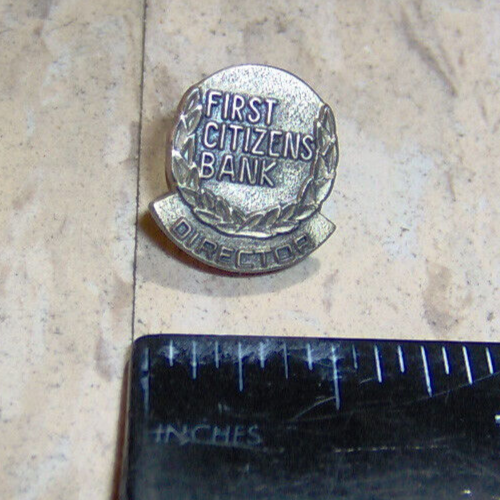 FIRST
CITIZENS
BANK
DIRECTOR
INCHES